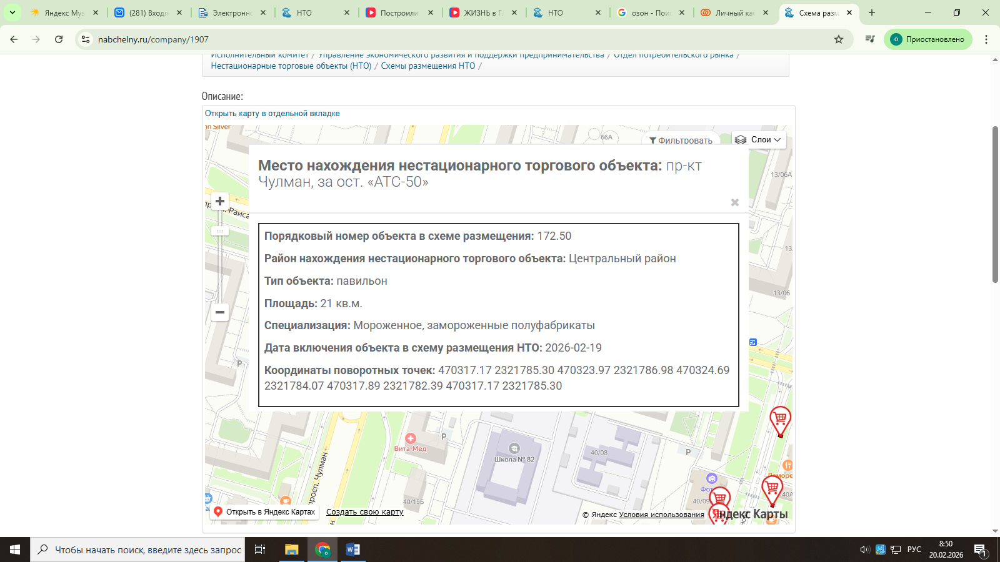 Яндекс Муз
(281) Входя
Электронн
НТО
Построили
ЖИЗНЬ в Г
НТО
озон - Пои
Личный ка
Схема разм
nabchelny.ru/company/1907
Приостановлено
Исполнительный комитет / Управление экономического развития и поддержки предпринимательства / Отдел потребительского рынка /
Нестационарные торговые объекты (НТО) / Схемы размещения НТО /
Описание:
Открыть карту в отдельной вкладке
nn Silver
66А
Фильтровать
Слои
Место нахождения нестационарного торгового объекта: пр-кт
Чулман, за ост. «АТС-50»
13/06А
Раиса
Порядковый номер объекта в схеме размещения: 172.50
Район нахождения нестационарного торгового объекта: Центральный район
Тип объекта: павильон
Площадь: 21 кв.м.
Специализация: Мороженное, замороженные полуфабрикаты
Дата включения объекта в схему размещения НТО: 2026-02-19
Координаты поворотных точек: 470317.17 2321785.30 470323.97 2321786.98 470324.69
2321784.07 470317.89 2321782.39 470317.17 2321785.30
13
13/06
P
P
Вита-Мед
Школа № 82
40/08
P
просп. Чулман
40/15Б
Фот
40/09
40А
Открыть в Яндекс Картах
Создать свою карту
© Яндекс Условия использования
Яндекс Карты
Чтобы начать поиск, введите здесь запрос
РУС
8:50
20.02.2026
1